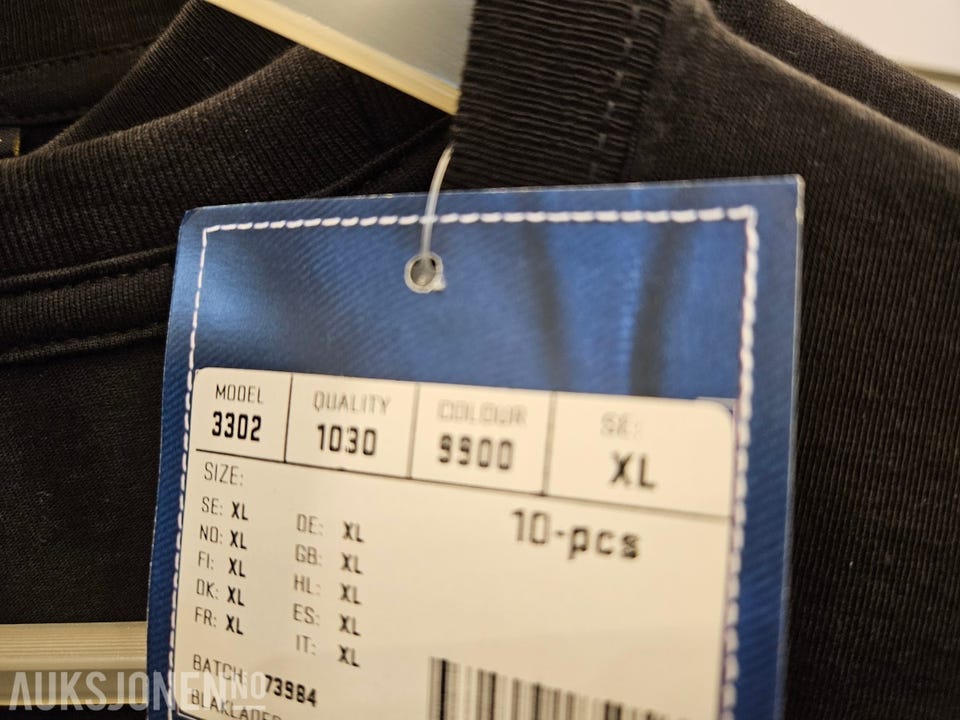 MODEL QUALITY COLOUR SE:
3302 1030 9900 XL
SIZE: 10-pcs
SE: XL DE: XL
NO: XL GB: XL
FI: XL HL: XL
DK: XL ES: XL
FR: XL IT: XL
BATCH: 73984
BLAKLADER
AUKSJONEN.NO